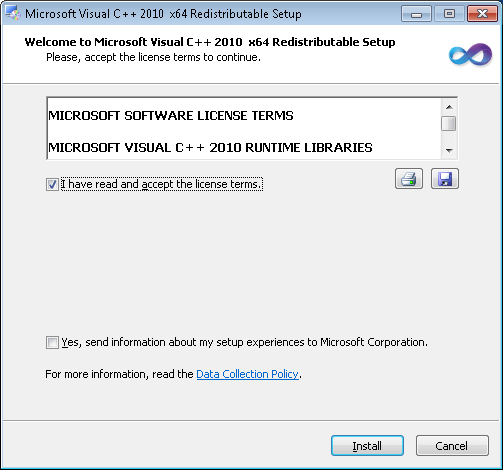 Microsoft Visual C++ 2010 x64 Redistributable Setup
Welcome to Microsoft Visual C++ 2010 x64 Redistributable Setup
Please, accept the license terms to continue.
MICROSOFT SOFTWARE LICENSE TERMS
MICROSOFT VISUAL C++ 2010 RUNTIME LIBRARIES
I have read and accept the license terms.
Yes, send information about my setup experiences to Microsoft Corporation.
For more information, read the Data Collection Policy.
Install Cancel